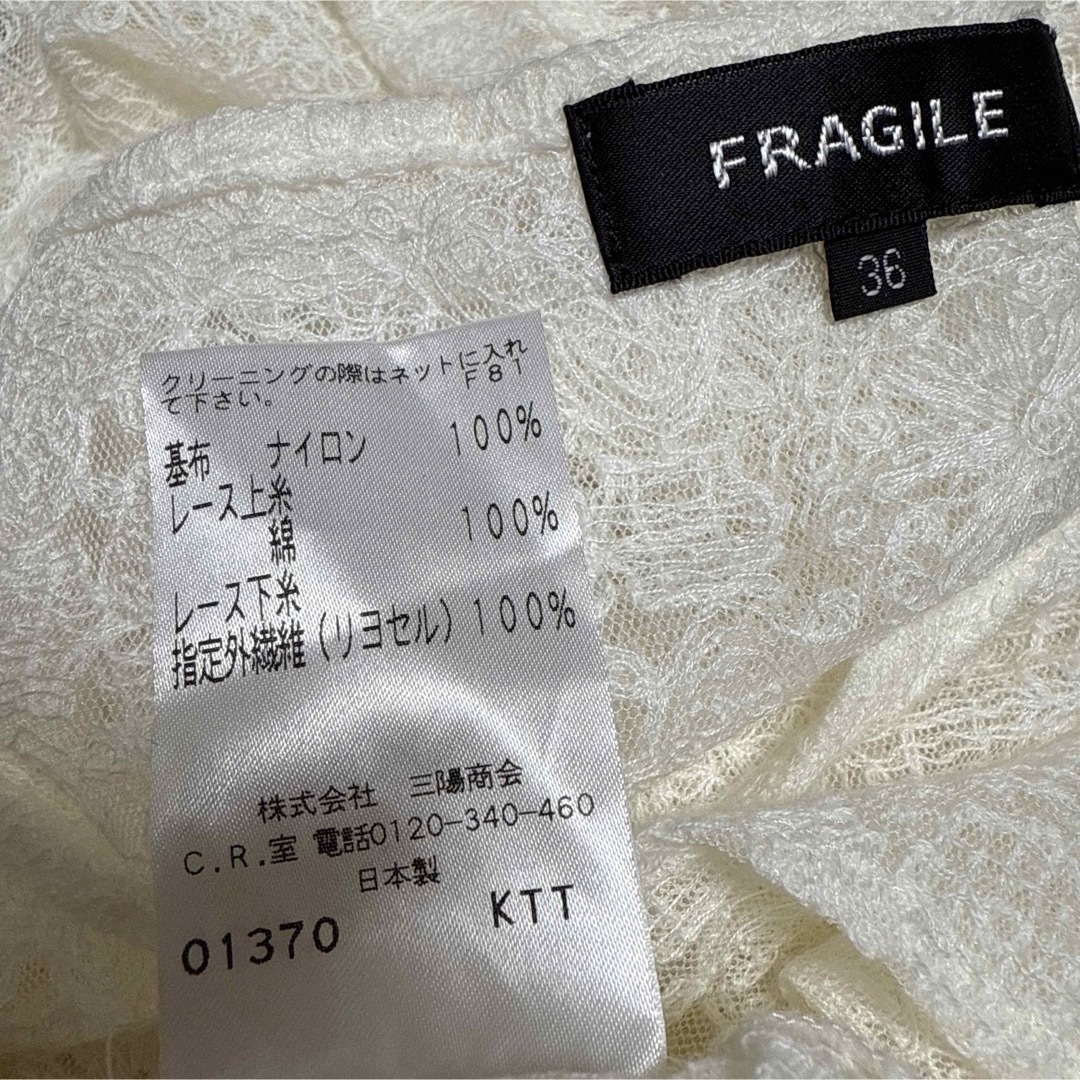 FRAGILE
36
クリーニングの際はネットに入れ
て下さい。 F81
基布 ナイロン 100%
レース上糸
綿 100%
レース下糸
指定外繊維(リヨセル)100%
株式会社 三陽商会
C.R.室 電話0120-340-460
日本製
01370 KTT